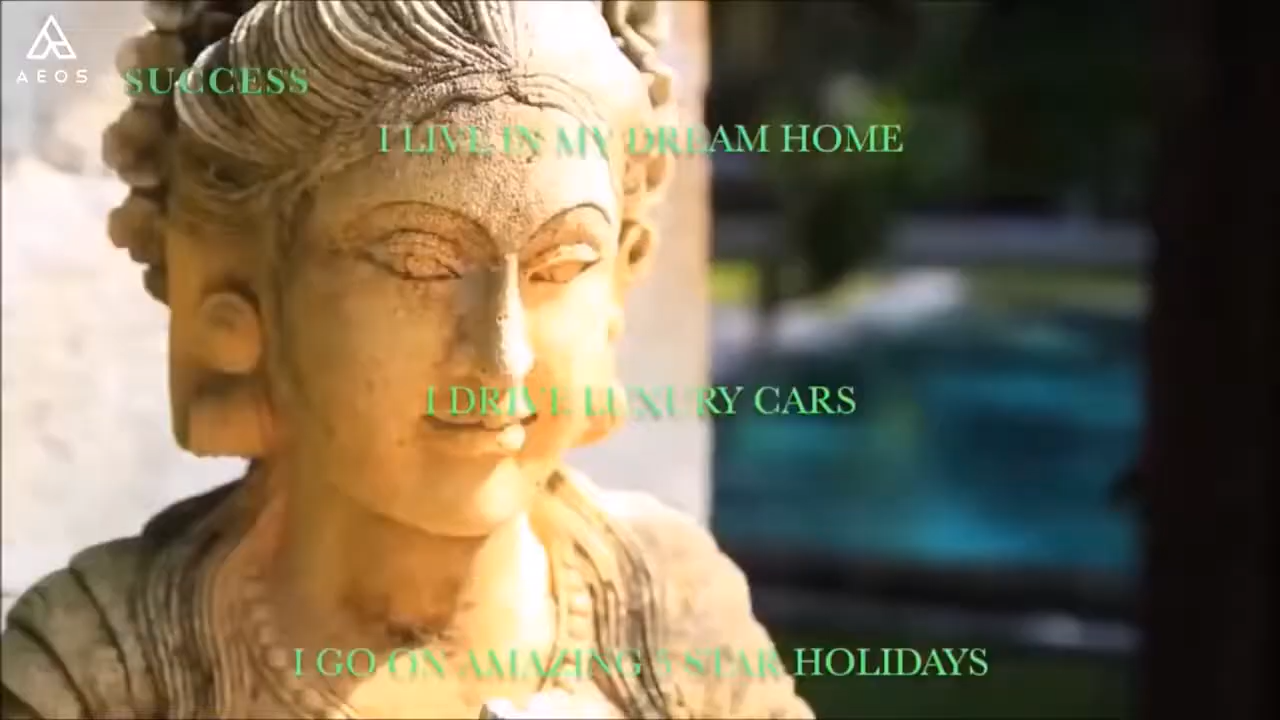 AEOS
SUCCESS
I LIVE IN MY DREAM HOME
I DRIVE LUXURY CARS
I GO ON AMAZING 5 STAR HOLIDAYS